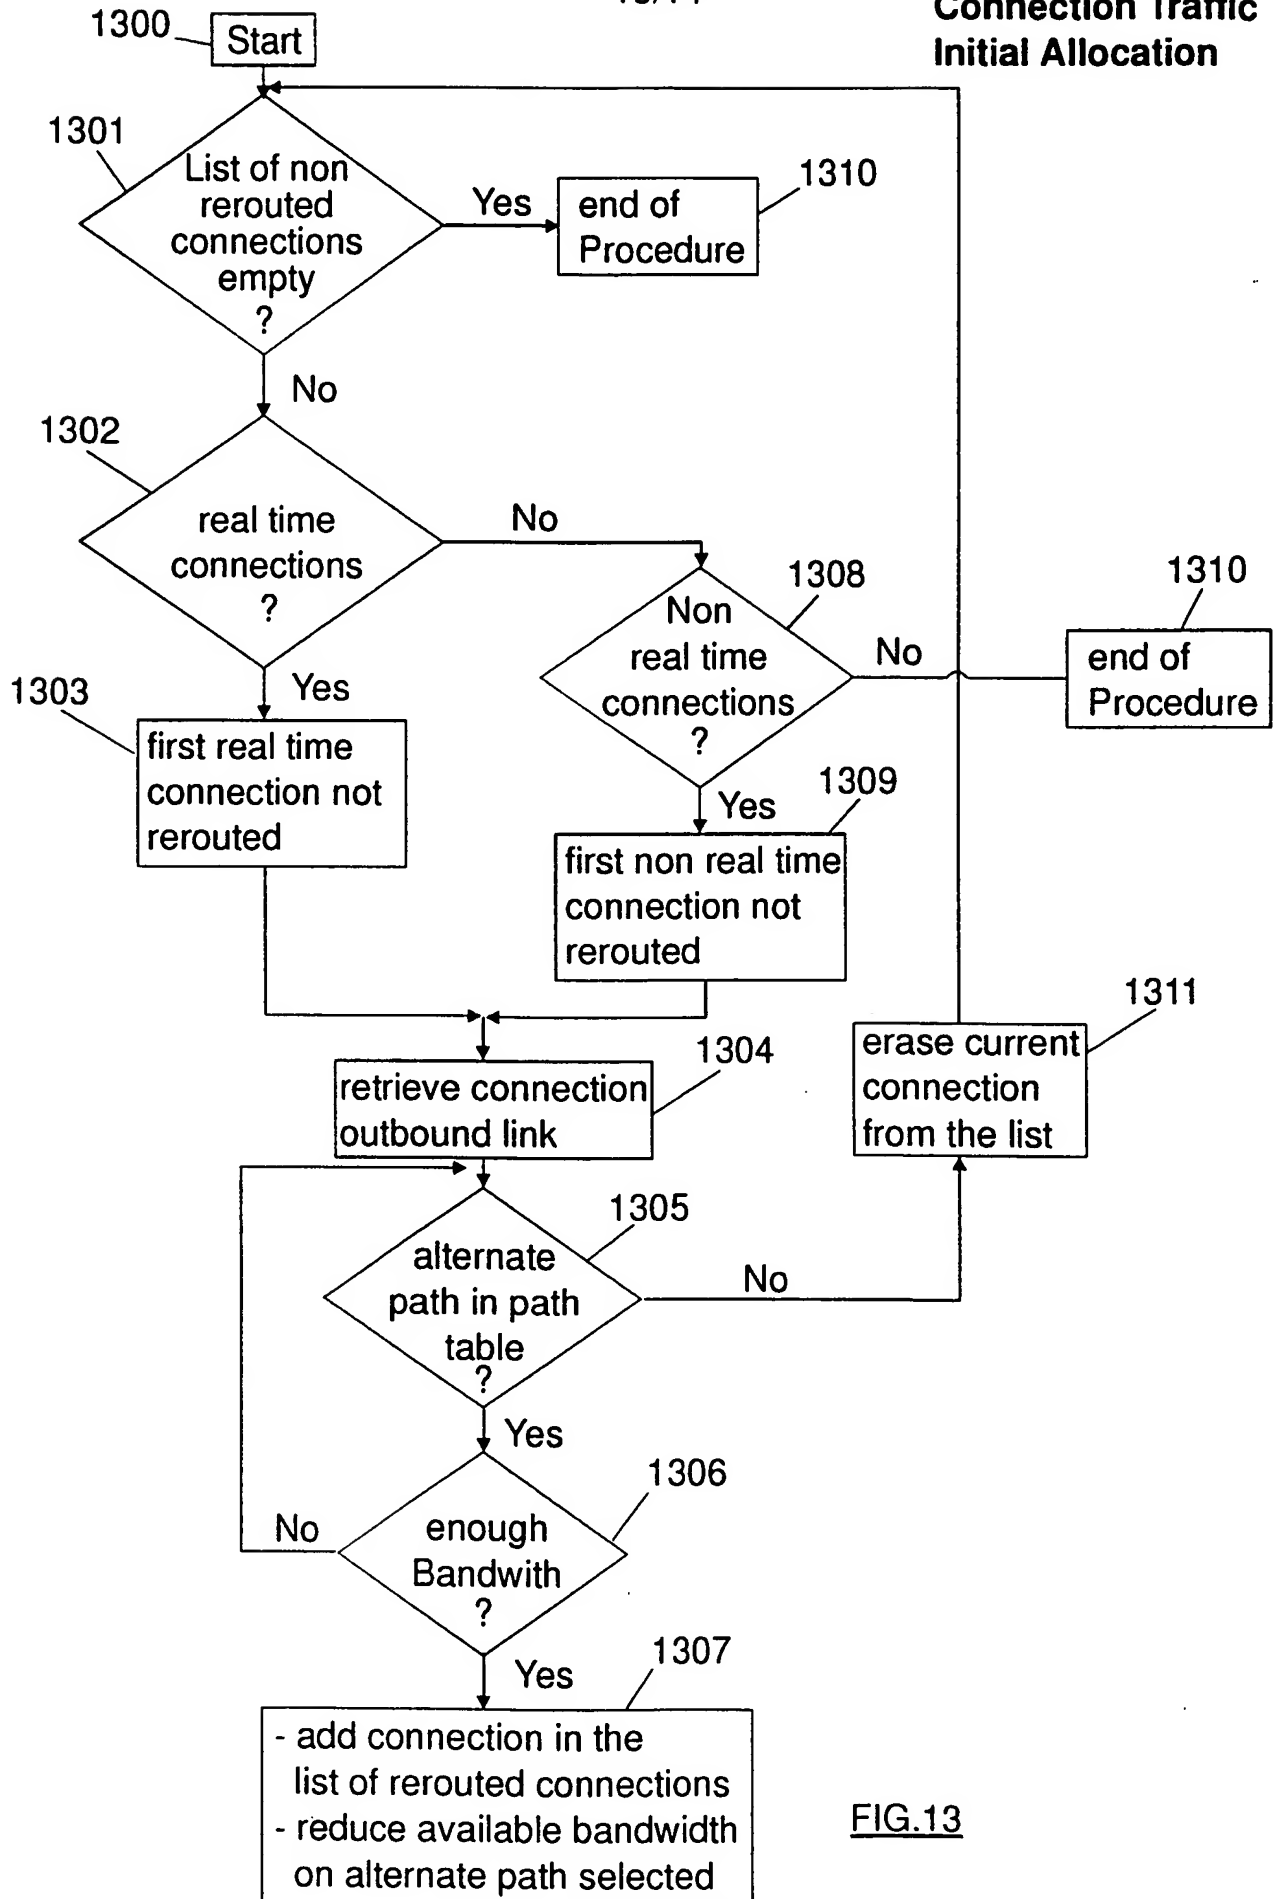 Connection Traffic
Initial Allocation
1300
Start
1301
List of non
rerouted
connections
empty
?
Yes
1310
end of
Procedure
No
1302
real time
connections
?
No
1308
Non
real time
connections
?
No
1310
end of
Procedure
Yes
1303
first real time
connection not
rerouted
Yes
1309
first non real time
connection not
rerouted
1304
retrieve connection
outbound link
1311
erase current
connection
from the list
1305
alternate
path in path
table
?
No
Yes
1306
enough
Bandwith
?
No
Yes
1307
- add connection in the
list of rerouted connections
- reduce available bandwidth
on alternate path selected
FIG.13